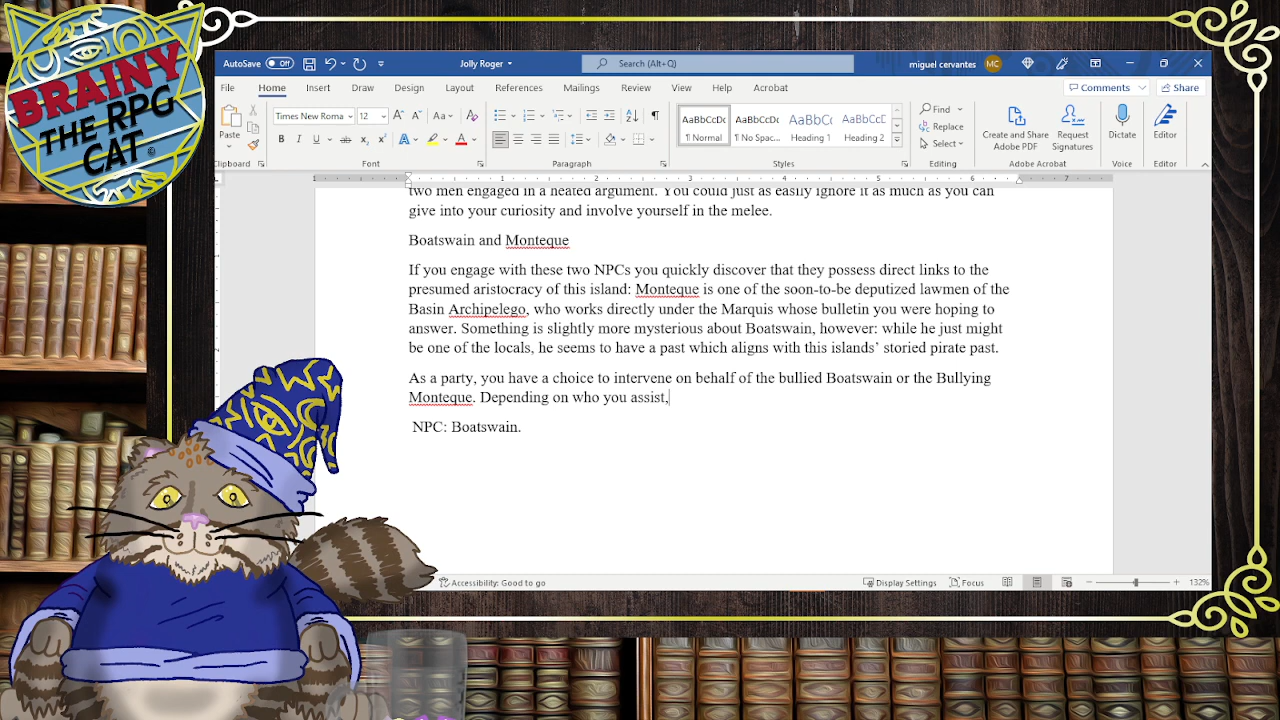 BRAINY
THE RPG
CAT ©
AutoSave Off
Jolly Roger
Search (Alt+Q)
miguel cervantes MC
File Home Insert Draw Design Layout References Mailings Review View Help Acrobat
Comments Share
Paste
Times New Roma 12
AaBbCcDc AaBbCcDc AaBbCc AaBbCcE
¶ Normal ¶ No Spac... Heading 1 Heading 2
Find
Replace
Select
Create and Share
Adobe PDF
Request
Signatures
Dictate
Editor
Clipboard Font Paragraph Styles Editing Adobe Acrobat Voice Editor
two men engaged in a heated argument. You could just as easily ignore it as much as you can
give into your curiosity and involve yourself in the melee.
Boatswain and Monteque
If you engage with these two NPCs you quickly discover that they possess direct links to the
presumed aristocracy of this island: Monteque is one of the soon-to-be deputized lawmen of the
Basin Archipelego, who works directly under the Marquis whose bulletin you were hoping to
answer. Something is slightly more mysterious about Boatswain, however: while he just might
be one of the locals, he seems to have a past which aligns with this islands’ storied pirate past.
As a party, you have a choice to intervene on behalf of the bullied Boatswain or the Bullying
Monteque. Depending on who you assist,
NPC: Boatswain.
Accessibility: Good to go
Display Settings Focus 132%